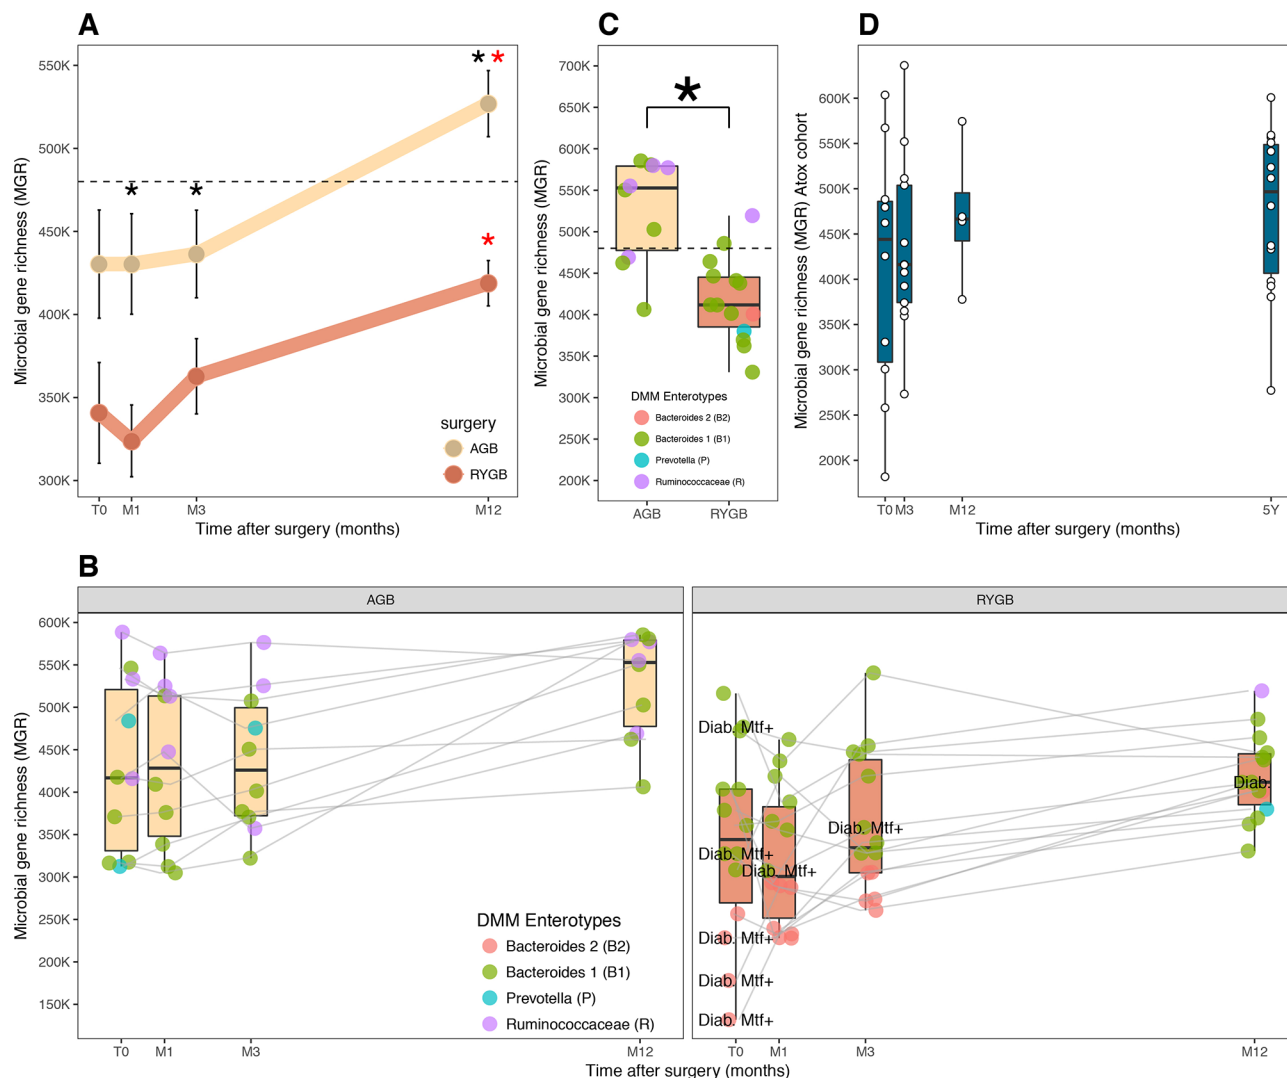 A
Microbial gene richness (MGR)
550K
500K
450K
400K
350K
300K
* *
* *
*
surgery
AGB
RYGB
T0 M1 M3 M12
Time after surgery (months)
C
Microbial gene richness (MGR)
700K
650K
600K
550K
500K
450K
400K
350K
300K
250K
200K
*
DMM Enterotypes
Bacteroides 2 (B2)
Bacteroides 1 (B1)
Prevotella (P)
Ruminococcaceae (R)
AGB RYGB
D
Microbial gene richness (MGR) Atox cohort
600K
550K
500K
450K
400K
350K
300K
250K
200K
T0 M3 M12 5Y
Time after surgery (months)
B
AGB
RYGB
Microbial gene richness (MGR)
600K
550K
500K
450K
400K
350K
300K
250K
200K
150K
DMM Enterotypes
Bacteroides 2 (B2)
Bacteroides 1 (B1)
Prevotella (P)
Ruminococcaceae (R)
Diab. Mtf+
Diab.
Diab. Mtf+
Diab. Mtf+
Diab. Mtf+
Diab. Mtf+
Diab. Mtf+
Diab. Mtf+
T0 M1 M3 M12
T0 M1 M3 M12
Time after surgery (months)